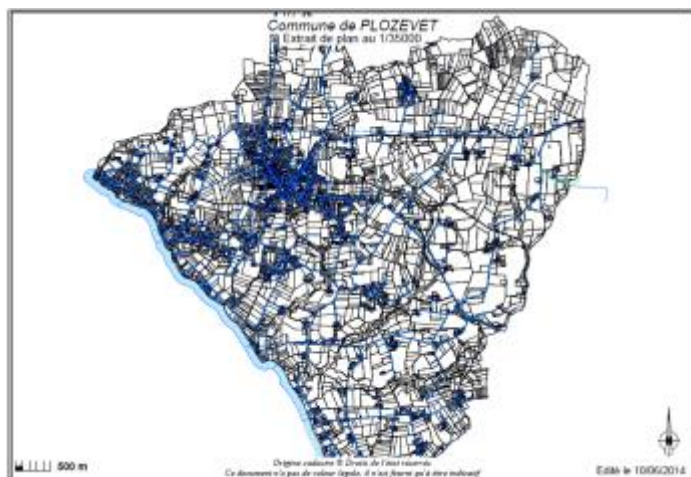 Commune de PLOZEVET
Extrait de plan au 1/35000
500 m
Origine cadastre © Droits de l'état réservés
Ce document n'a pas de valeur légale, il n'est fourni qu'à titre indicatif
Edité le 10/06/2014